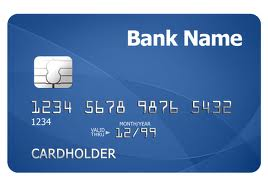 Bank Name
1234 5678 9876 5432
1234
MONTH/YEAR
VALID THRU 12/99
CARDHOLDER